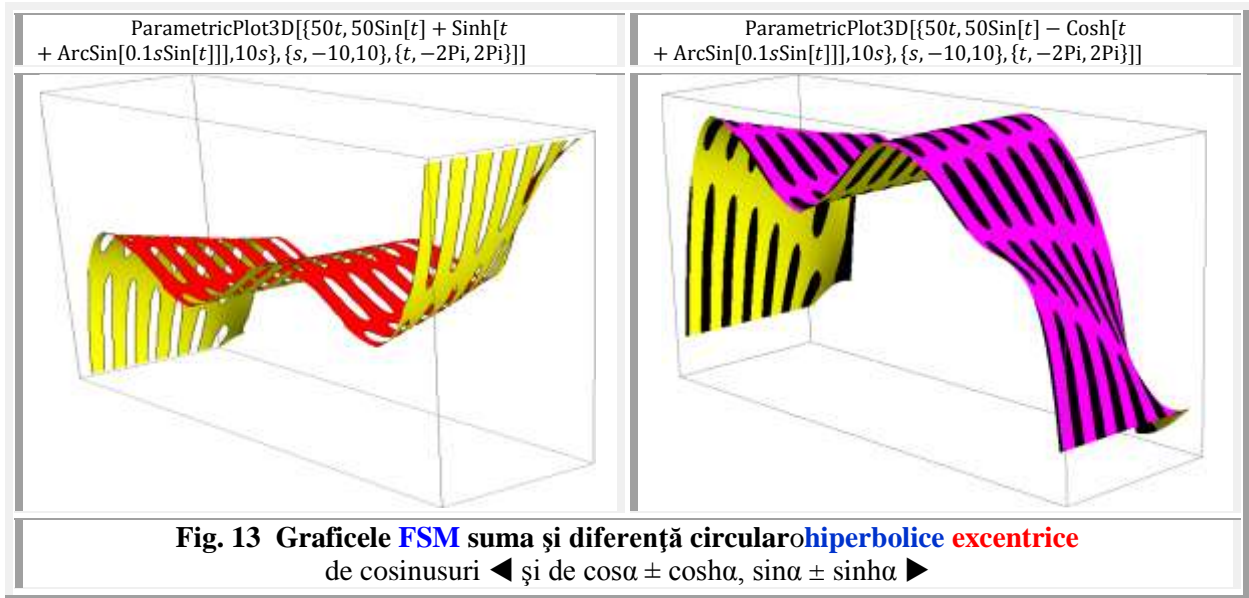 ParametricPlot3D[{50𝑡, 50Sin[𝑡] + Sinh[𝑡
+ ArcSin[0.1𝑠Sin[𝑡]]],10𝑠}, {𝑠, −10,10}, {𝑡, −2Pi, 2Pi}]]
ParametricPlot3D[{50𝑡, 50Sin[𝑡] − Cosh[𝑡
+ ArcSin[0.1𝑠Sin[𝑡]]],10𝑠}, {𝑠, −10,10}, {𝑡, −2Pi, 2Pi}]]
Fig. 13 Graficele FSM suma şi diferenţă circularohiperbolice excentrice
de cosinusuri ◄ şi de cosα ± coshα, sinα ± sinhα ►